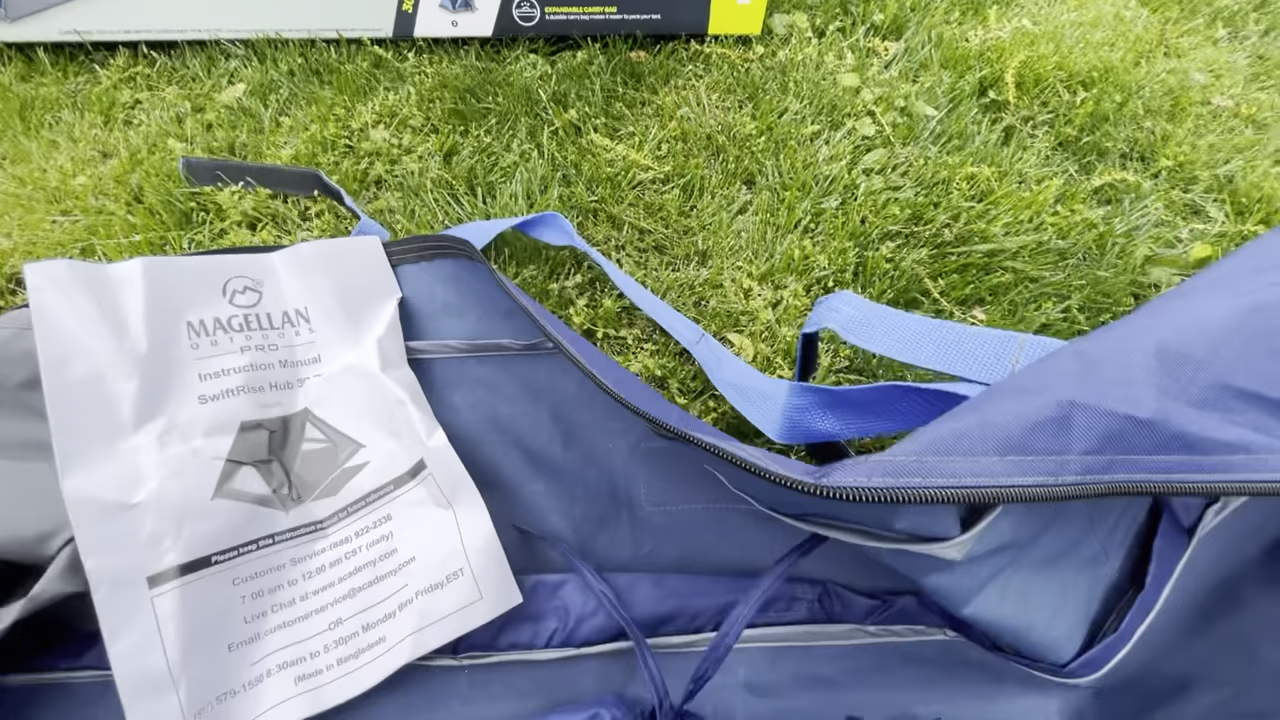 EXPANDABLE CARRY BAG
A durable carry bag makes it easier to pack your tent.
MAGELLAN
OUTDOORS
PRO
Instruction Manual
SwiftRise Hub
Please keep this instruction manual for future reference
Customer Service:(888) 922-2336
7:00 am to 12:00 am CST (daily)
Live Chat at:www.academy.com
Email:customerservice@academy.com
OR
579-1550 8:30am to 5:30pm Monday thru Friday,EST
(Made in Bangladesh)